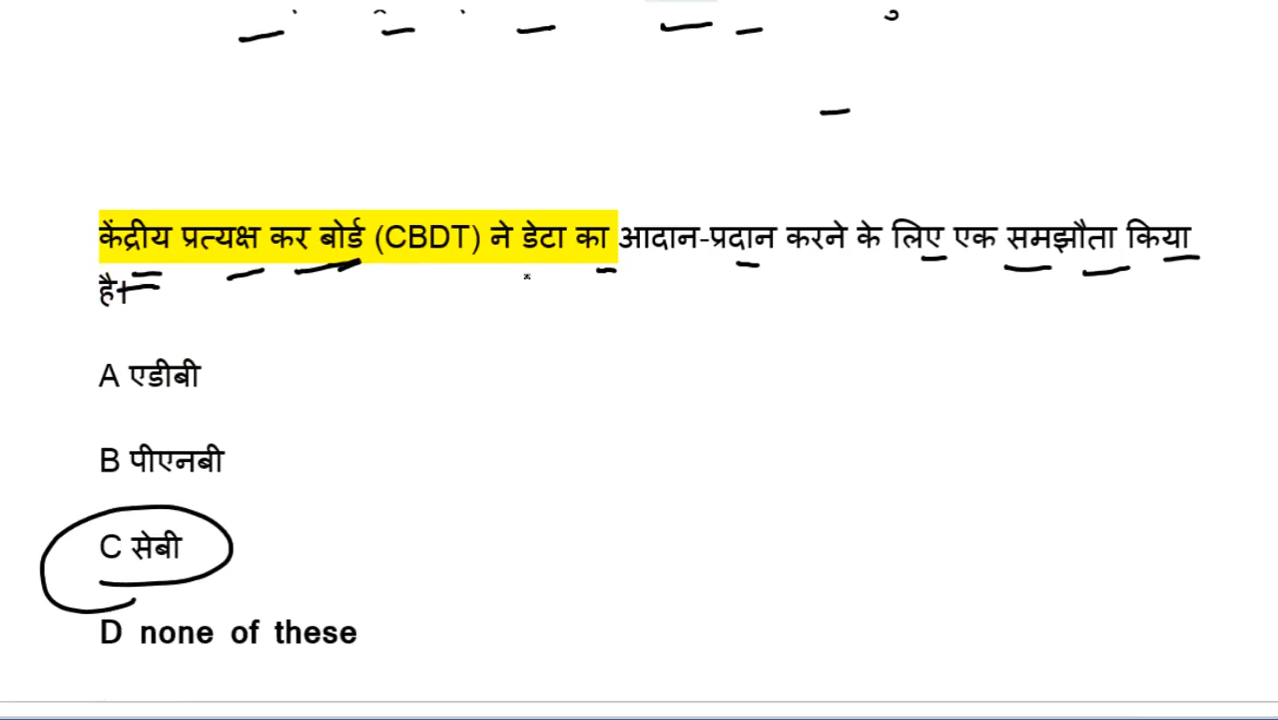 केंद्रीय प्रत्यक्ष कर बोर्ड (CBDT) ने डेटा का आदान-प्रदान करने के लिए एक समझौता किया
है।
A एडीबी
B पीएनबी
C सेबी
D none of these